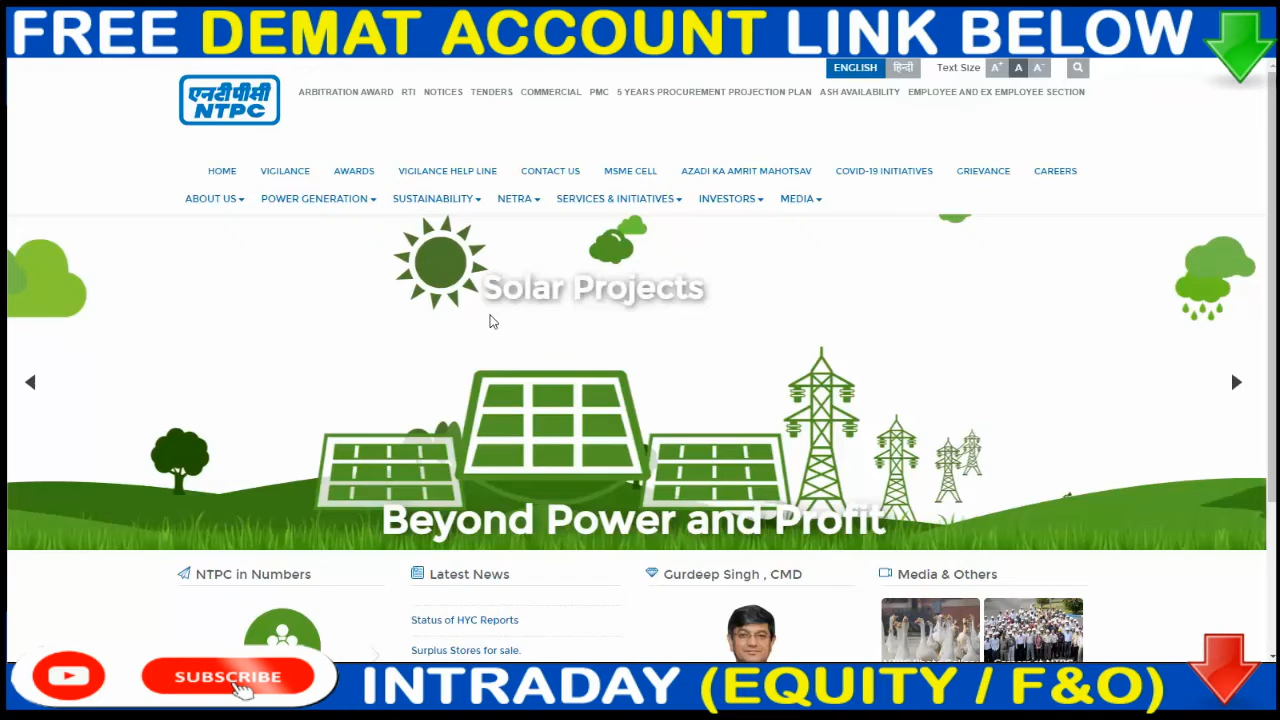 FREE DEMAT ACCOUNT LINK BELOW
ENGLISH हिन्दी Text Size A+ A A-
एनटीपीसी
NTPC
ARBITRATION AWARD RTI NOTICES TENDERS COMMERCIAL PMC 5 YEARS PROCUREMENT PROJECTION PLAN ASH AVAILABILITY EMPLOYEE AND EX EMPLOYEE SECTION
HOME VIGILANCE AWARDS VIGILANCE HELP LINE CONTACT US MSME CELL AZADI KA AMRIT MAHOTSAV COVID-19 INITIATIVES GRIEVANCE CAREERS
ABOUT US POWER GENERATION SUSTAINABILITY NETRA SERVICES & INITIATIVES INVESTORS MEDIA
Solar Projects
Beyond Power and Profit
NTPC in Numbers Latest News Gurdeep Singh , CMD Media & Others
Status of HYC Reports
Surplus Stores for sale.
SUBSCRIBE
INTRADAY (EQUITY / F&O)